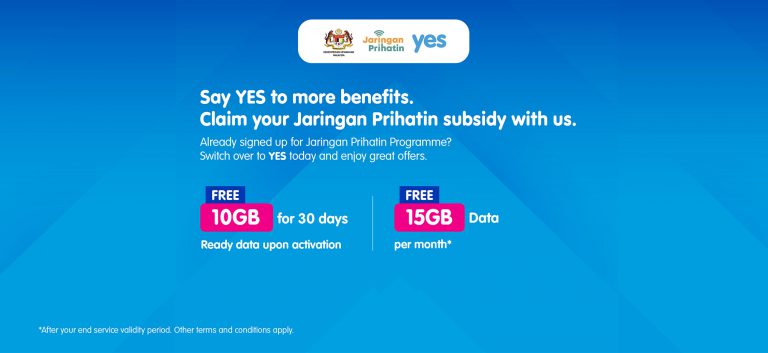 Jaringan
Prihatin
yes
Say YES to more benefits.
Claim your Jaringan Prihatin subsidy with us.
Already signed up for Jaringan Prihatin Programme?
Switch over to YES today and enjoy great offers.
FREE
10GB for 30 days
Ready data upon activation
FREE
15GB Data
per month*
*After your end service validity period. Other terms and conditions apply.